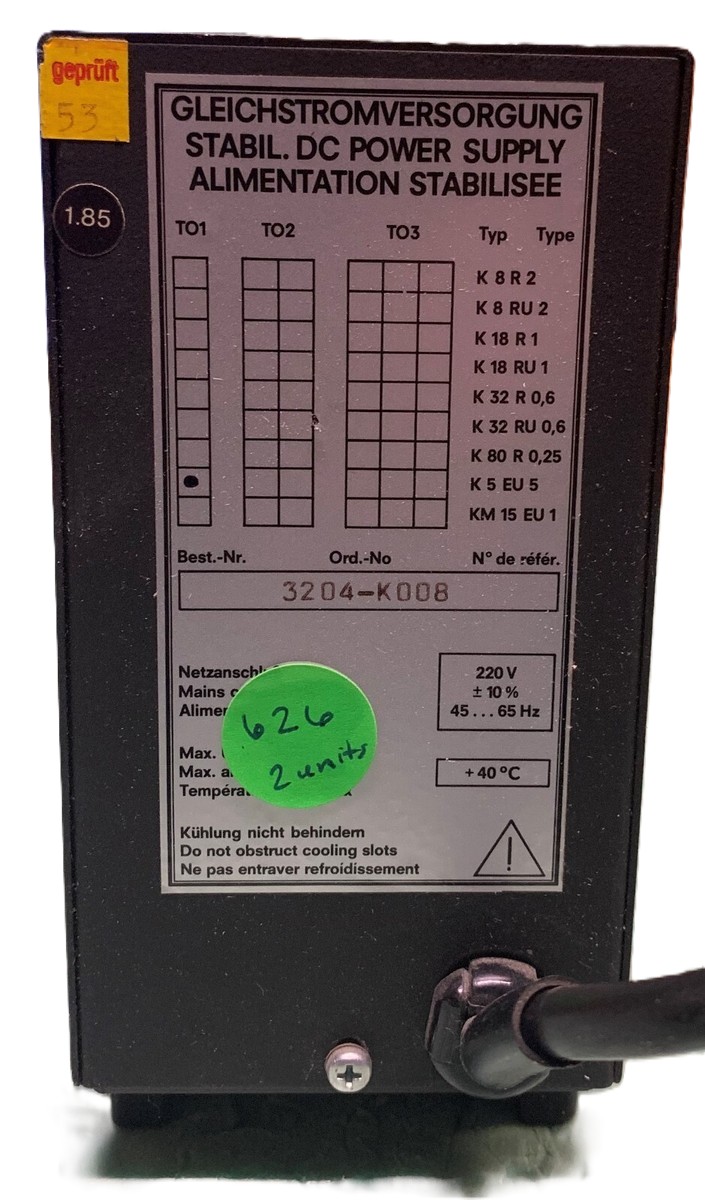 geprüft
53
1.85
GLEICHSTROMVERSORGUNG
STABIL. DC POWER SUPPLY
ALIMENTATION STABILISEE
TO1 TO2 TO3 Typ Type
K 8 R 2
K 8 RU 2
K 18 R 1
K 18 RU 1
K 32 R 0,6
K 32 RU 0,6
K 80 R 0,25
K 5 EU 5
KM 15 EU 1
Best.-Nr. Ord.-No N° de référ.
3204-K008
220 V
Mains ± 10 %
45...65 Hz
626
2 units
Max.
Max. +40°C
Kühlung nicht behindern
Do not obstruct cooling slots
Ne pas entraver refroidissement